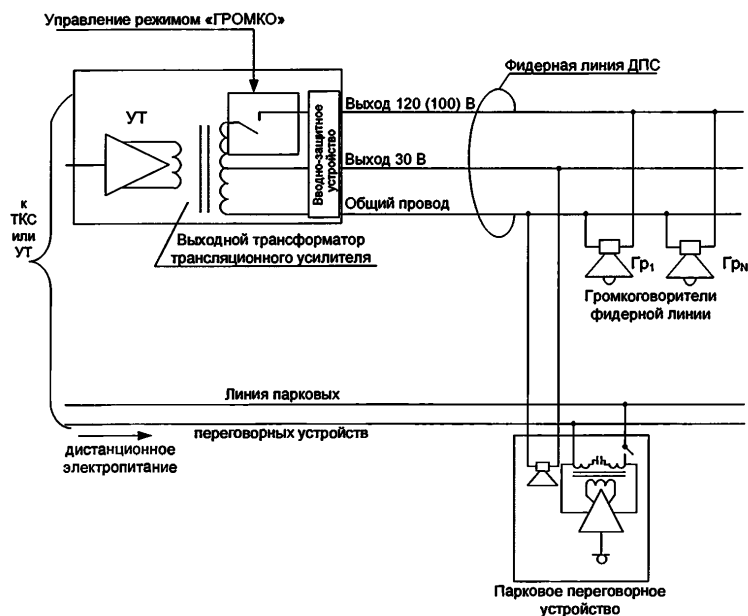 Управление режимом «ГРОМКО»
Фидерная линия ДПС
УТ
Вводно-защитное
устройство
Выход 120 (100) В
Выход 30 В
Общий провод
к
ТКС
или
УТ
Выходной трансформатор
трансляционного усилителя
Гр1
ГрN
Громкоговорители
фидерной линии
Линия парковых
переговорных устройств
дистанционное
электропитание
Парковое переговорное
устройство